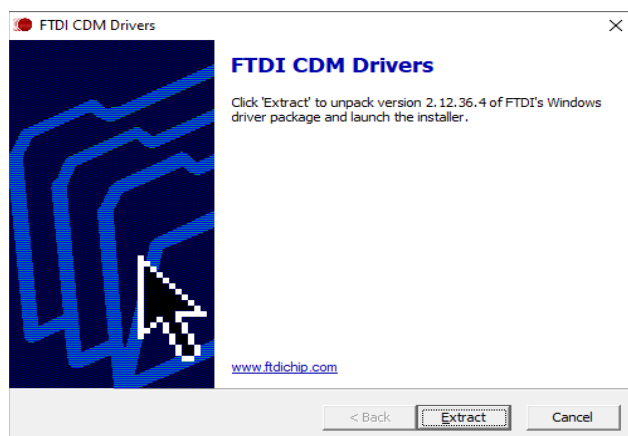 FTDI CDM Drivers
FTDI CDM Drivers
Click 'Extract' to unpack version 2.12.36.4 of FTDI's Windows
driver package and launch the installer.
www.ftdichip.com
< Back
Extract
Cancel